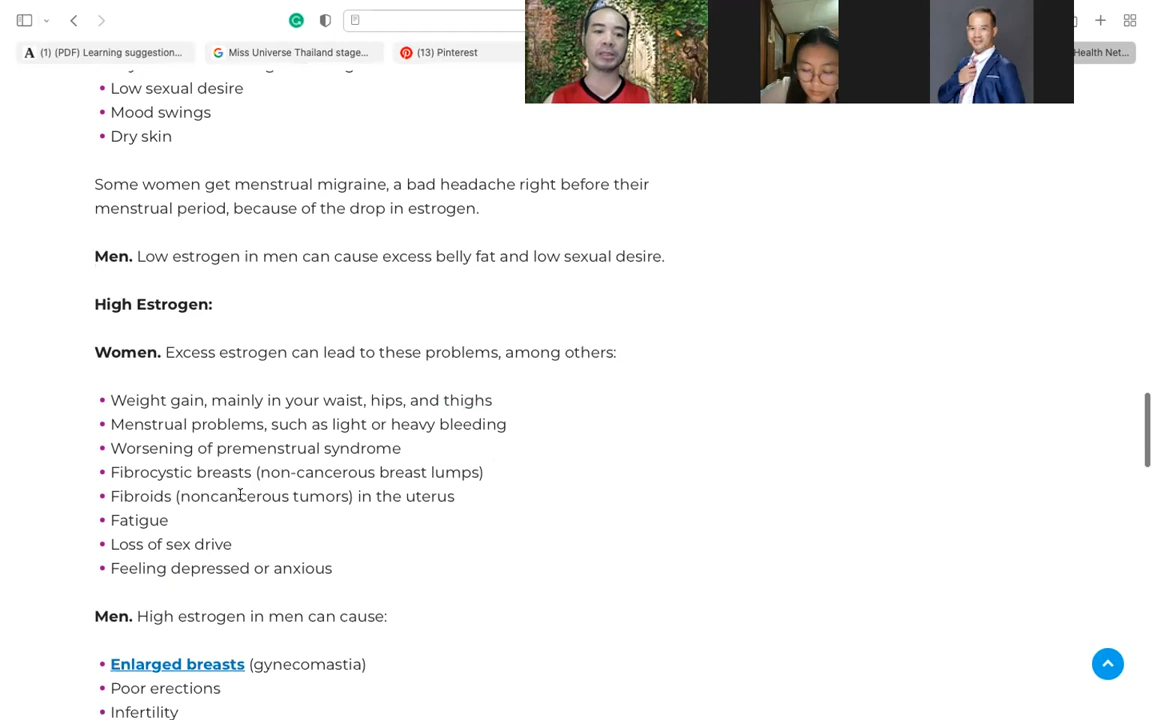 A (1) (PDF) Learning suggestion...
G Miss Universe Thailand stage...
(13) Pinterest
Health Net...
• Low sexual desire
• Mood swings
• Dry skin
Some women get menstrual migraine, a bad headache right before their
menstrual period, because of the drop in estrogen.
Men. Low estrogen in men can cause excess belly fat and low sexual desire.
High Estrogen:
Women. Excess estrogen can lead to these problems, among others:
• Weight gain, mainly in your waist, hips, and thighs
• Menstrual problems, such as light or heavy bleeding
• Worsening of premenstrual syndrome
• Fibrocystic breasts (non-cancerous breast lumps)
• Fibroids (noncancerous tumors) in the uterus
• Fatigue
• Loss of sex drive
• Feeling depressed or anxious
Men. High estrogen in men can cause:
• Enlarged breasts (gynecomastia)
• Poor erections
• Infertility